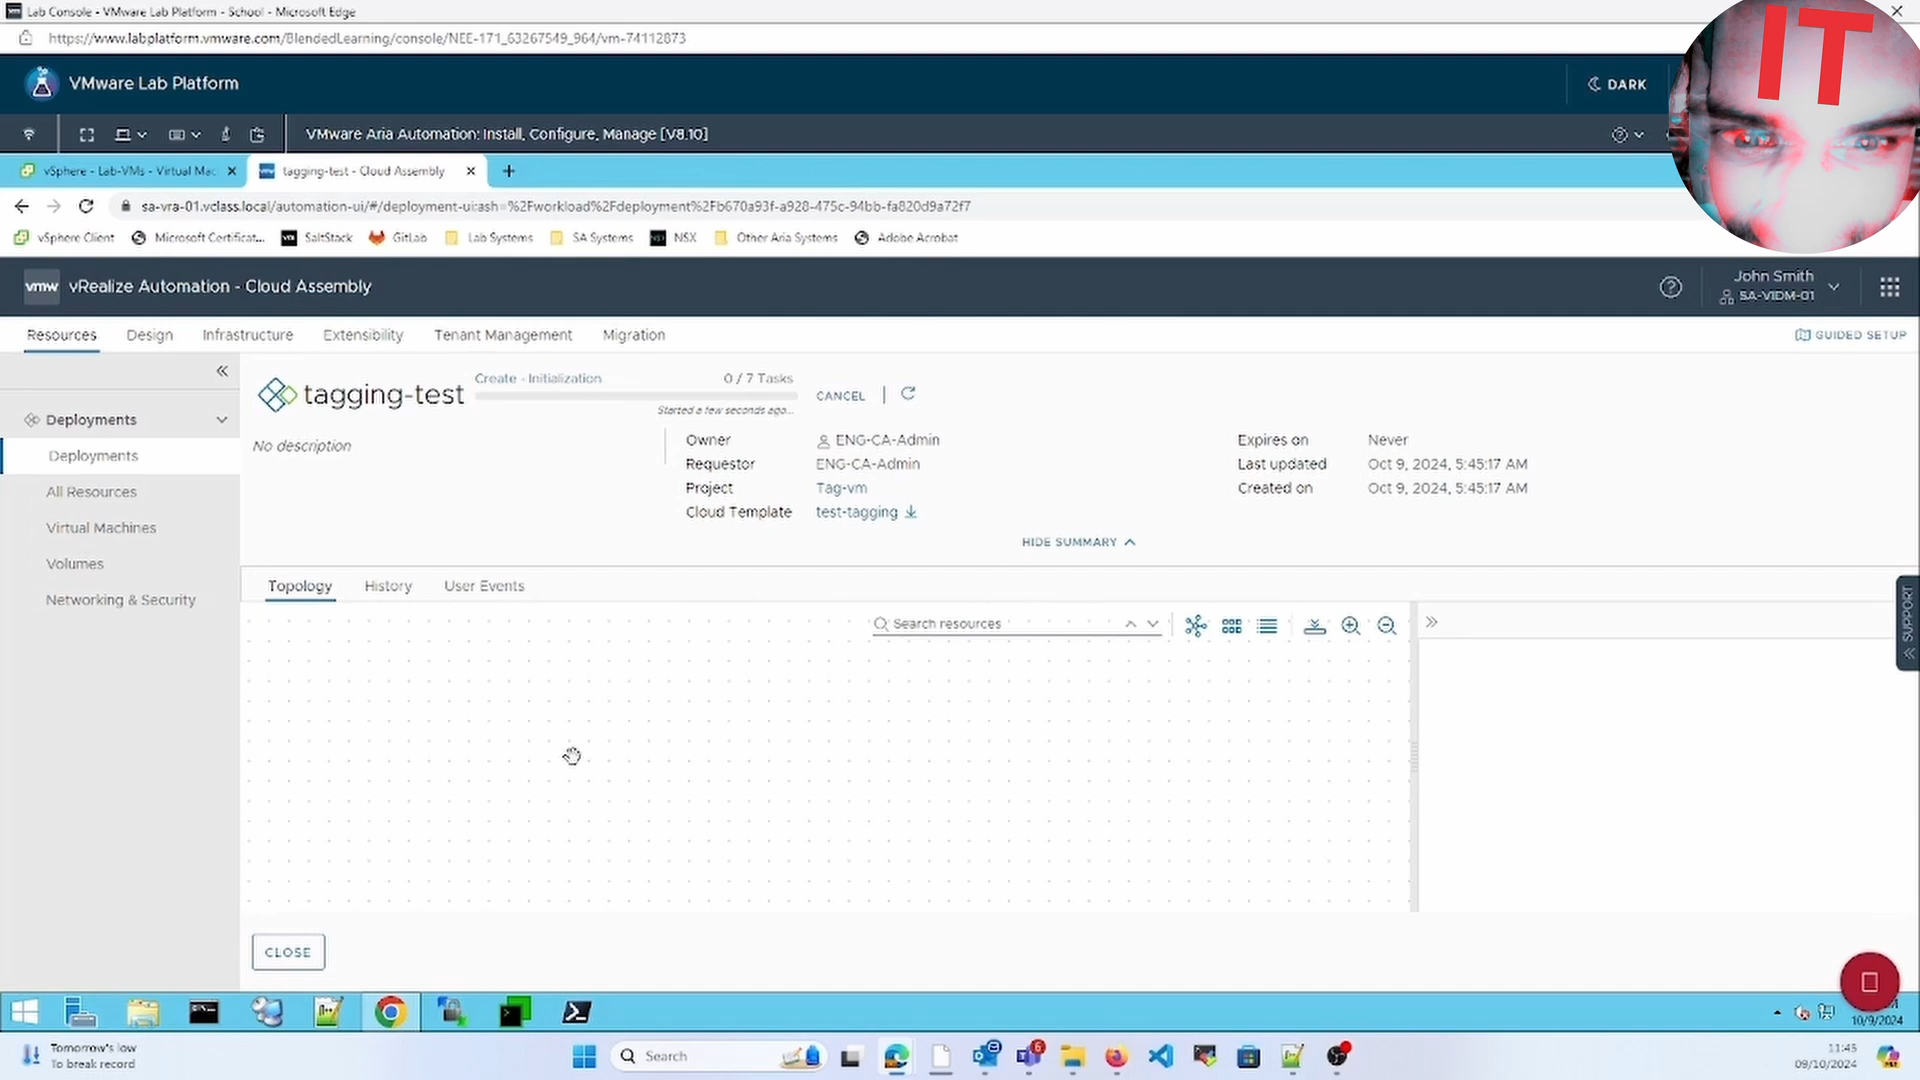 Lab Console - VMware Lab Platform - School - Microsoft Edge
https://www.labplatform.vmware.com/BlendedLearning/console/NEE-171_63267549_964/vm-74112873
IT
VMware Lab Platform
DARK
VMware Aria Automation: Install, Configure, Manage [V8.10]
vSphere - Lab-VMs - Virtual Mac
tagging-test - Cloud Assembly
sa-vra-01.vclass.local/automation-ui/#/deployment-ui;ash=%2Fworkload%2Fdeployment%2Fb670a93f-a928-475c-94bb-fa820d9a72f7
vSphere Client
Microsoft Certificat...
SaltStack
GitLab
Lab Systems
SA Systems
NSX
Other Aria Systems
Adobe Acrobat
vmw
vRealize Automation - Cloud Assembly
John Smith
SA-VIDM-01
Resources
Design
Infrastructure
Extensibility
Tenant Management
Migration
GUIDED SETUP
Deployments
Deployments
All Resources
Virtual Machines
Volumes
Networking & Security
tagging-test
Create - Initialization
0 / 7 Tasks
Started a few seconds ago...
CANCEL
No description
Owner ENG-CA-Admin
Requestor ENG-CA-Admin
Project Tag-vm
Cloud Template test-tagging
Expires on Never
Last updated Oct 9, 2024, 5:45:17 AM
Created on Oct 9, 2024, 5:45:17 AM
HIDE SUMMARY
Topology
History
User Events
Search resources
SUPPORT
CLOSE
10/9/2024
Tomorrow's low
To break record
Search
6
11:45
09/10/2024